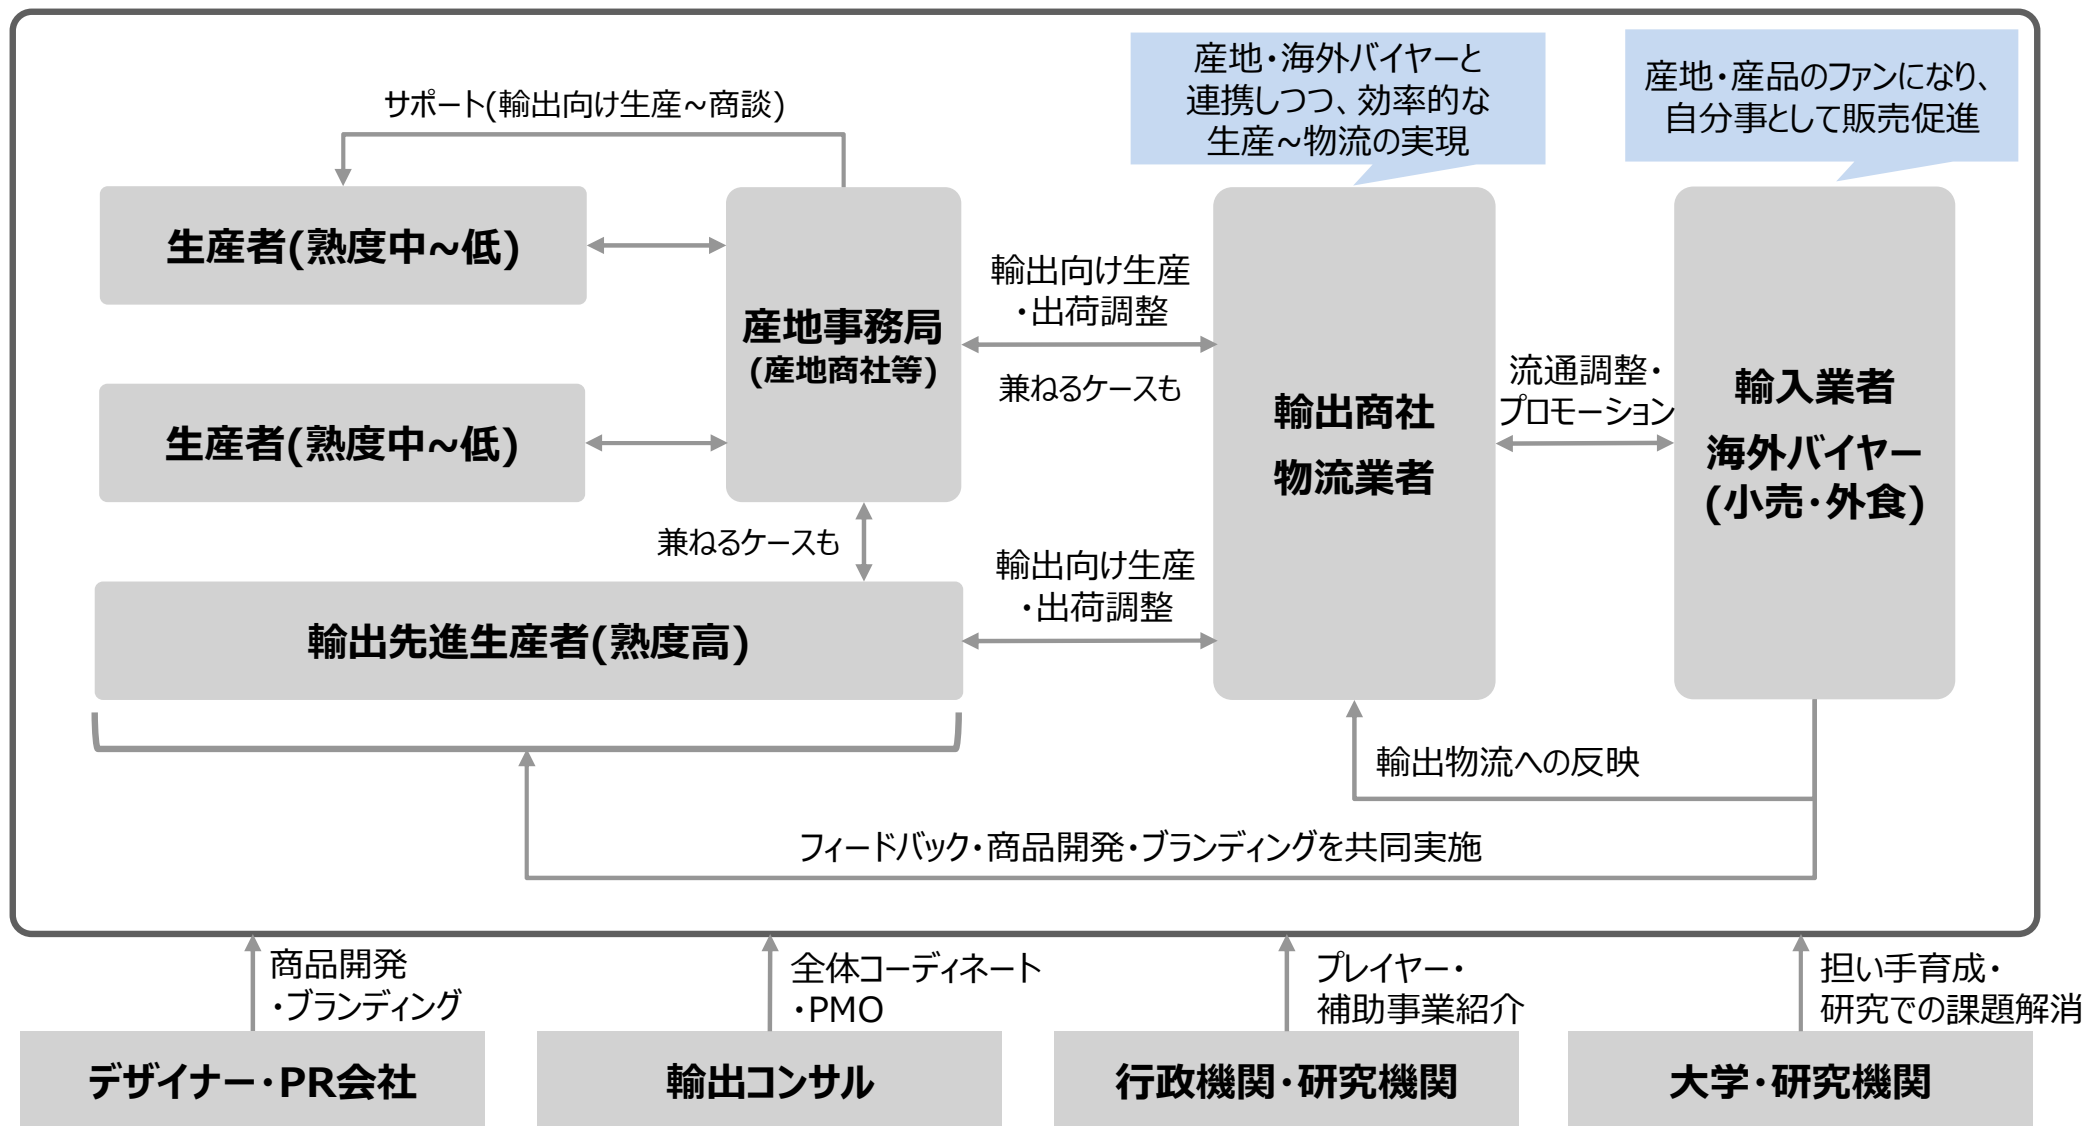 産地・海外バイヤーと
連携しつつ、効率的な
生産~物流の実現
産地・産品のファンになり、
自分事として販売促進
サポート(輸出向け生産~商談)
生産者(熟度中~低)
産地事務局
(産地商社等)
輸出向け生産
・出荷調整
兼ねるケースも
生産者(熟度中~低)
輸出商社
物流業者
流通調整・
プロモーション
輸入業者
海外バイヤー
(小売・外食)
兼ねるケースも
輸出向け生産
・出荷調整
輸出先進生産者(熟度高)
輸出物流への反映
フィードバック・商品開発・ブランディングを共同実施
商品開発
・ブランディング
全体コーディネート
・PMO
プレイヤー・
補助事業紹介
担い手育成・
研究での課題解消
デザイナー・PR会社
輸出コンサル
行政機関・研究機関
大学・研究機関